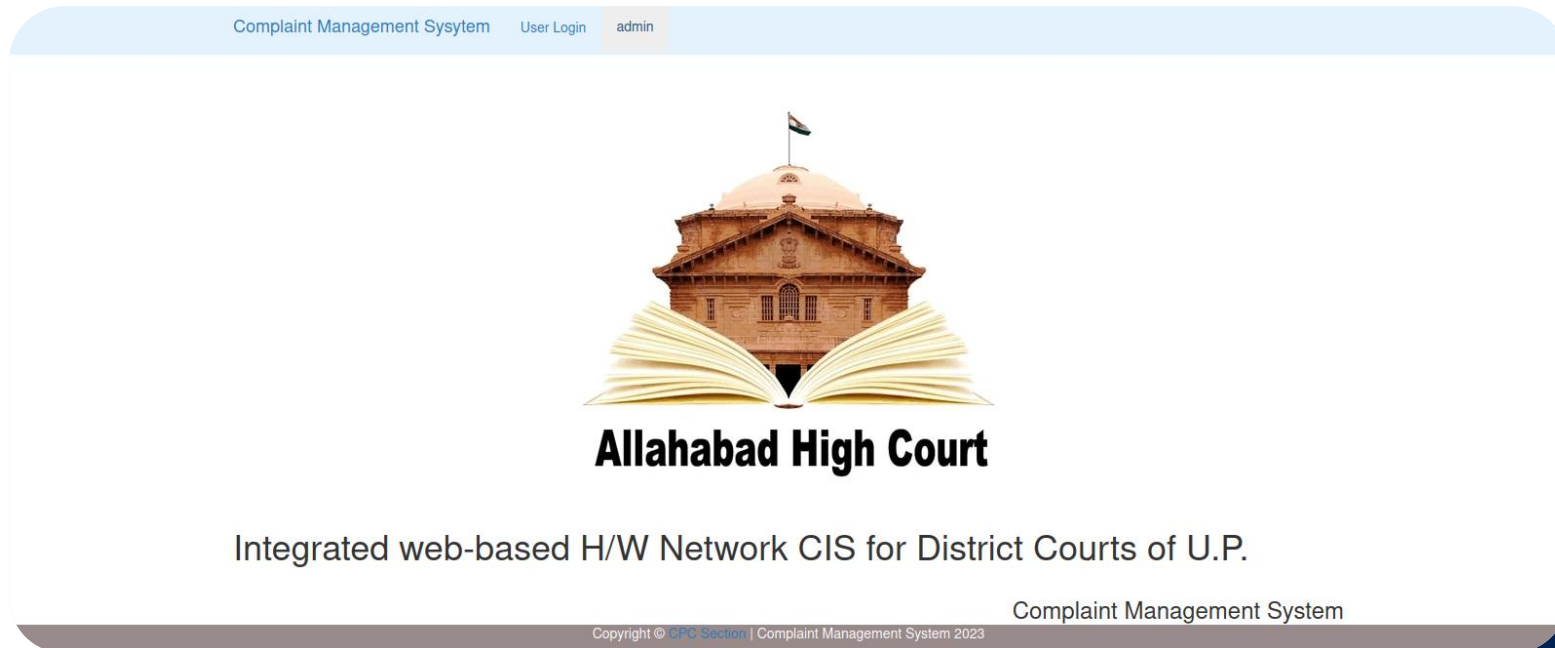 Complaint Management Sysytem User Login admin
Allahabad High Court
Integrated web-based H/W Network CIS for District Courts of U.P.
Complaint Management System
Copyright © CPC Section | Complaint Management System 2023